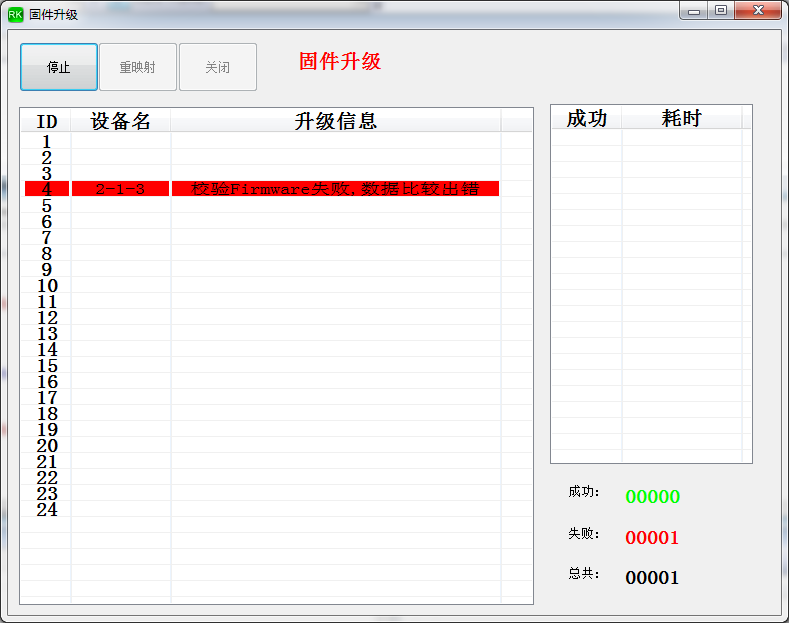 RK 固件升级
停止 重映射 关闭 固件升级
ID 设备名 升级信息
1
2
3
4 2-1-3 校验Firmware失败,数据比较出错
5
6
7
8
9
10
11
12
13
14
15
16
17
18
19
20
21
22
23
24
成功 耗时
成功: 00000
失败: 00001
总共: 00001